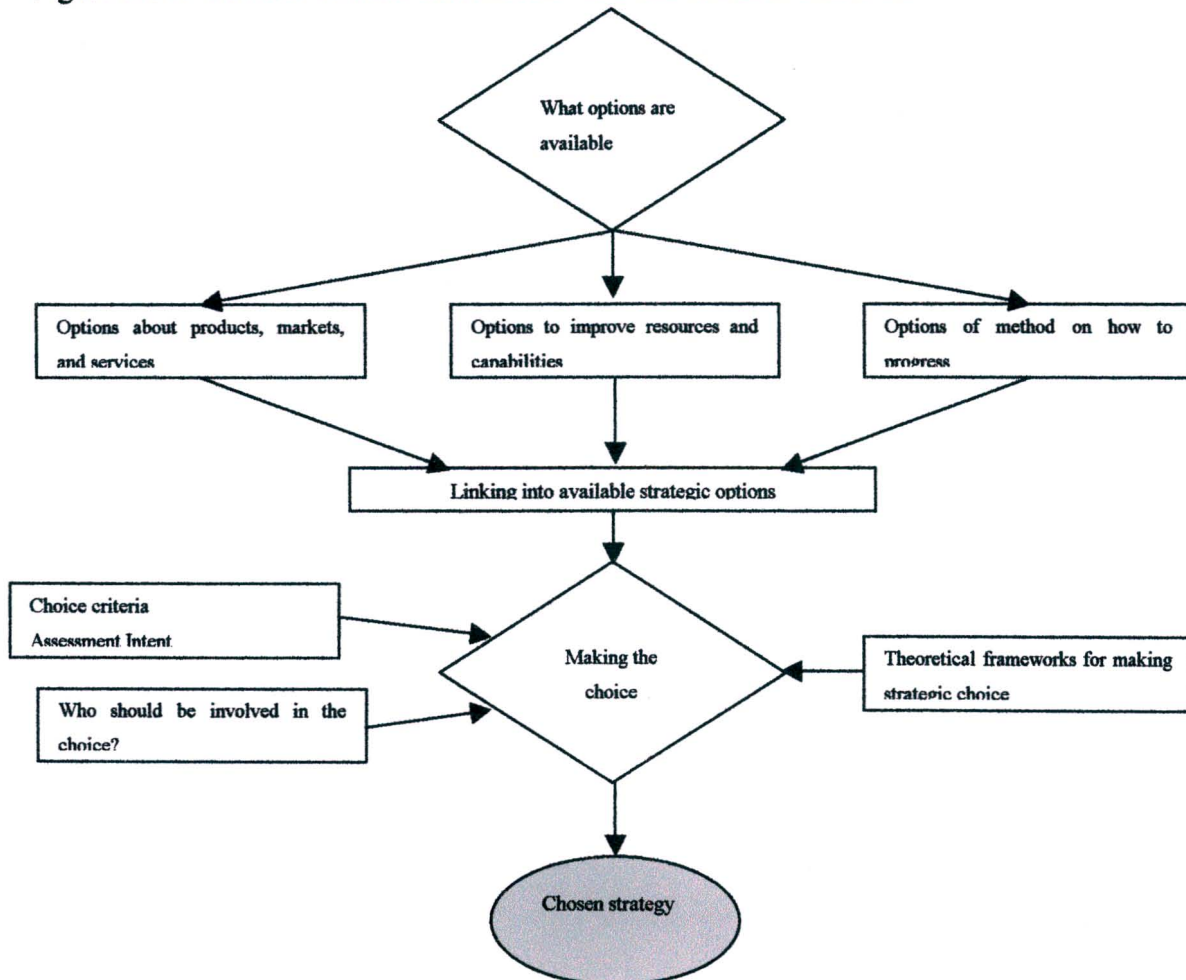 What options are
available
Options about products, markets,
and services
Options to improve resources and
capabilities
Options of method on how to
progress
Linking into available strategic options
Choice criteria
Assessment Intent
Making the
choice
Theoretical frameworks for making
strategic choice
Who should be involved in the
choice?
Chosen strategy